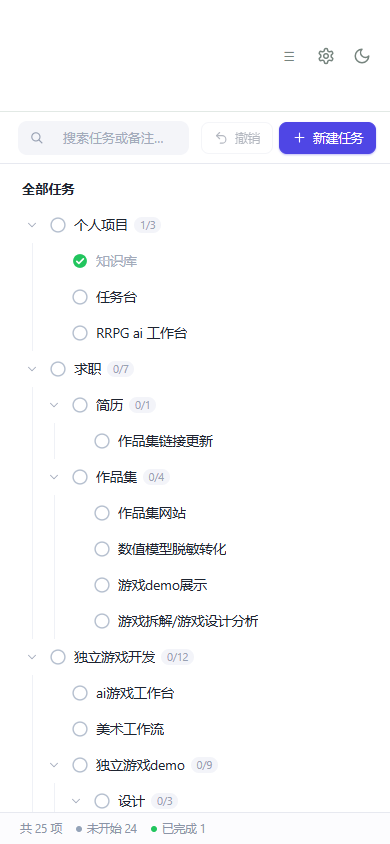 搜索任务或备注...
撤销
新建任务
全部任务
个人项目 1/3
知识库
任务台
RRPG ai 工作台
求职 0/7
简历 0/1
作品集链接更新
作品集 0/4
作品集网站
数值模型脱敏转化
游戏demo展示
游戏拆解/游戏设计分析
独立游戏开发 0/12
ai游戏工作台
美术工作流
独立游戏demo 0/9
设计 0/3
共 25 项 未开始 24 已完成 1